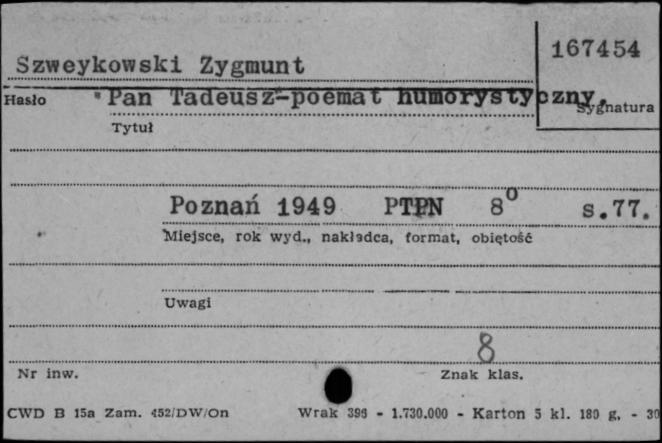 167454
Szweykowski Zygmunt
Hasło "Pan Tadeusz-poemat humorystyczny.
Sygnatura
Tytuł
Poznań 1949 PTPN 8° s.77.
Miejsce, rok wyd., nakładca, format, objętość
Uwagi
8
Nr inw. Znak klas.
CWD B 15a Zam. 452/DW/On Wrak 396 - 1.730.000 - Karton 5 kl. 180 g. - 30